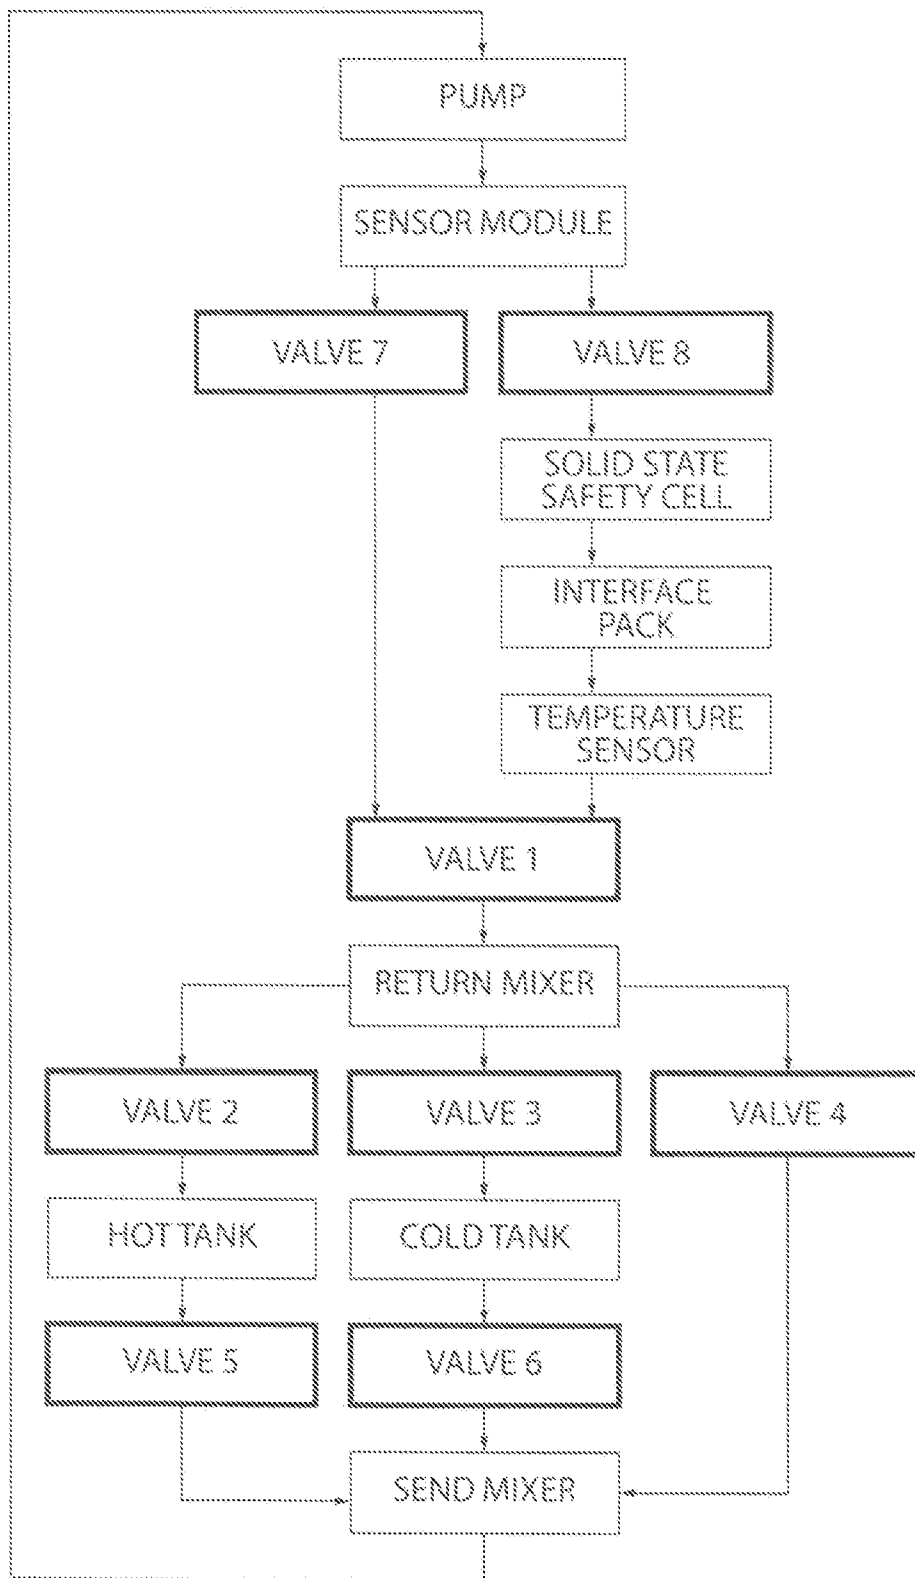 PUMP
SENSOR MODULE
VALVE 7
VALVE 8
SOLID STATE
SAFETY CELL
INTERFACE
PACK
TEMPERATURE
SENSOR
VALVE 1
RETURN MIXER
VALVE 2
VALVE 3
VALVE 4
HOT TANK
COLD TANK
VALVE 5
VALVE 6
SEND MIXER